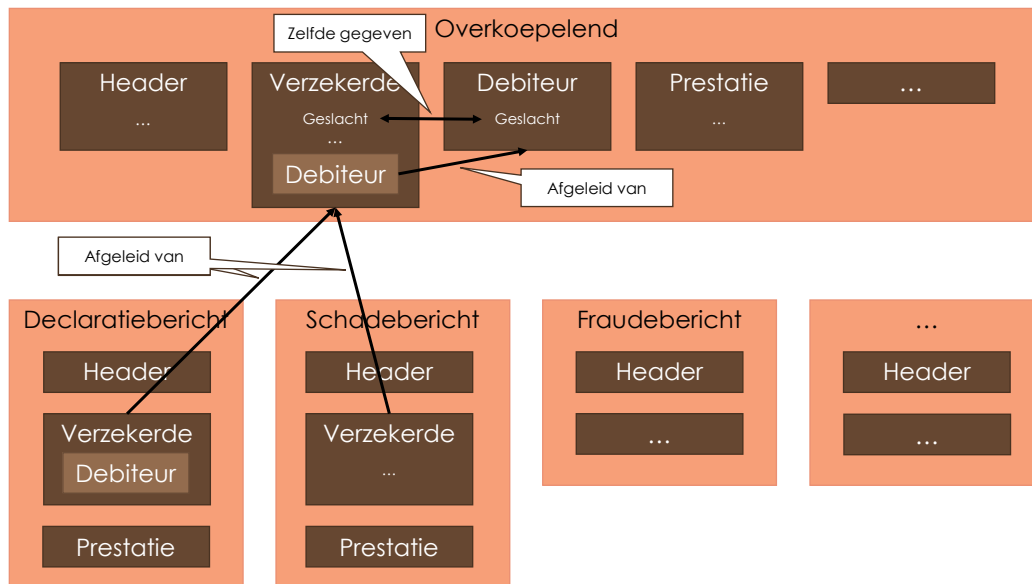 Overkoepelend
Zelfde gegeven
Header
...
Verzekerde
Geslacht
...
Debiteur
Debiteur
Geslacht
Prestatie
...
...
Afgeleid van
Afgeleid van
Declaratiebericht
Header
Verzekerde
Debiteur
Prestatie
Schadebericht
Header
Verzekerde
...
Prestatie
Fraudebericht
Header
...
...
Header
...